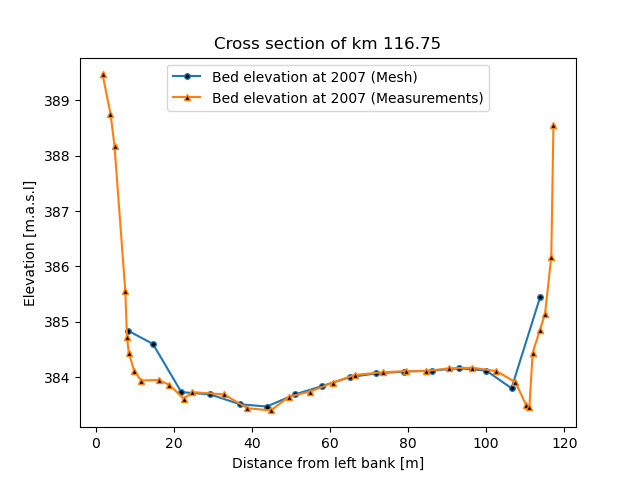 Cross section of km 116.75
Bed elevation at 2007 (Mesh)
Bed elevation at 2007 (Measurements)
389
388
387
386
385
384
Elevation [m.a.s.l]
0 20 40 60 80 100 120
Distance from left bank [m]